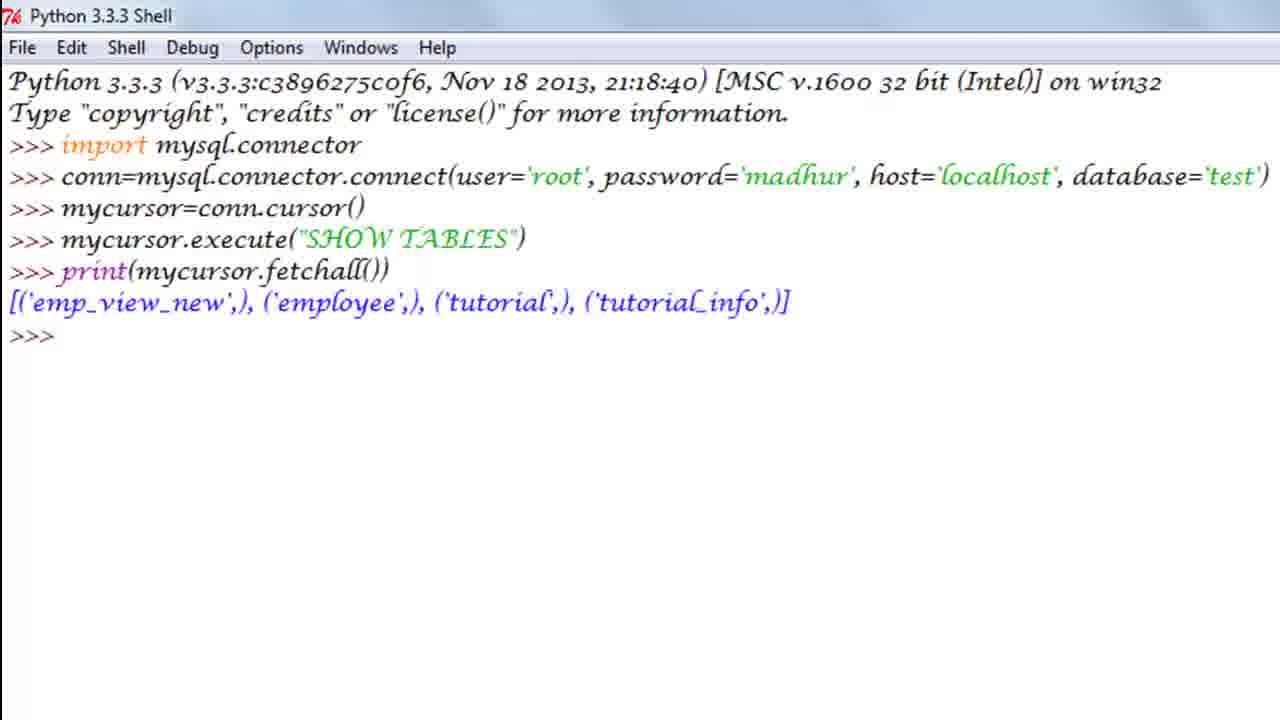 Python 3.3.3 Shell
File Edit Shell Debug Options Windows Help
Python 3.3.3 (v3.3.3:c3896275c0f6, Nov 18 2013, 21:18:40) [MSC v.1600 32 bit (Intel)] on win32
Type "copyright", "credits" or "license()" for more information.
>>> import mysql.connector
>>> conn=mysql.connector.connect(user='root', password='madhur', host='localhost', database='test')
>>> mycursor=conn.cursor()
>>> mycursor.execute("SHOW TABLES")
>>> print(mycursor.fetchall())
[('emp_view_new',), ('employee',), ('tutorial',), ('tutorial_info',)]
>>>